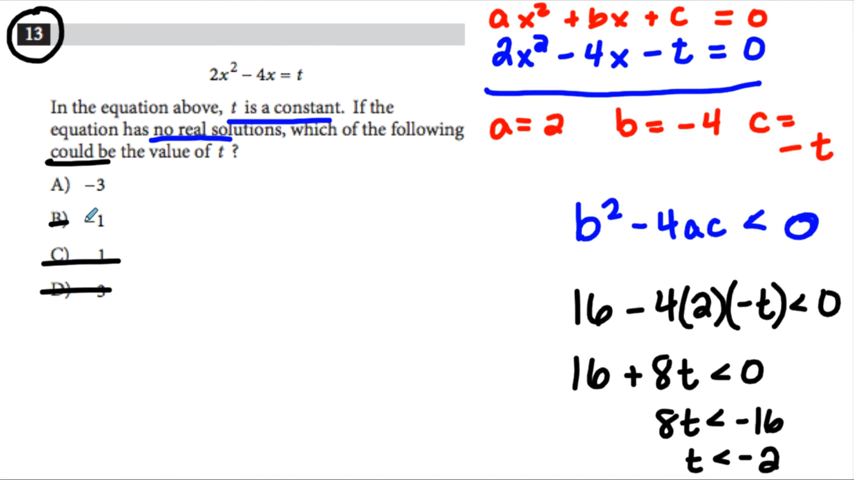 13
2x² – 4x = t
In the equation above, t is a constant. If the
equation has no real solutions, which of the following
could be the value of t ?
A) –3
B) 1
C) 1
D) 3
ax² + bx + c = 0
2x² - 4x - t = 0
a = 2 b = -4 c =
- t
b² - 4ac < 0
16 - 4(2)(-t) < 0
16 + 8t < 0
8t < -16
t < -2